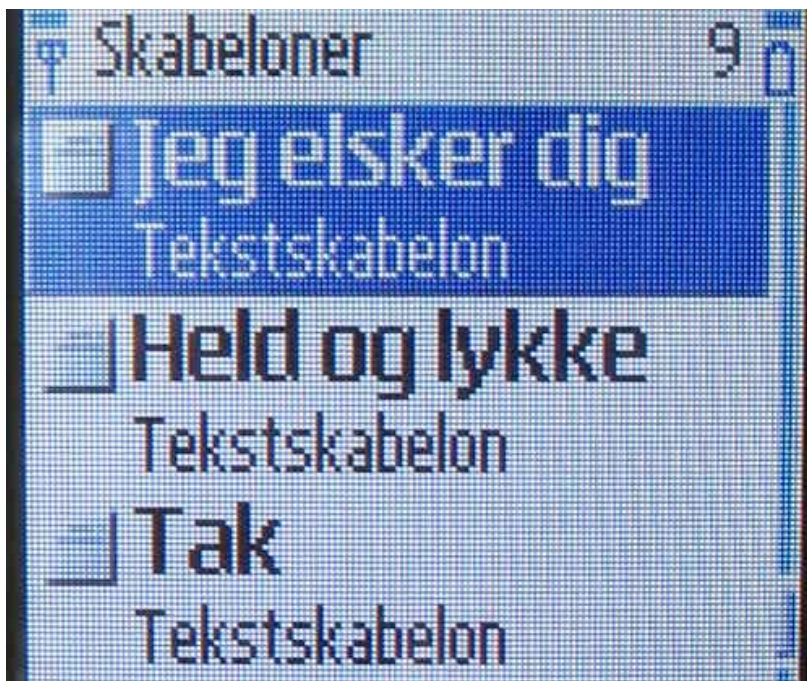 Skabeloner 9
Jeg elsker dig
Tekstskabelon
Held og lykke
Tekstskabelon
Tak
Tekstskabelon